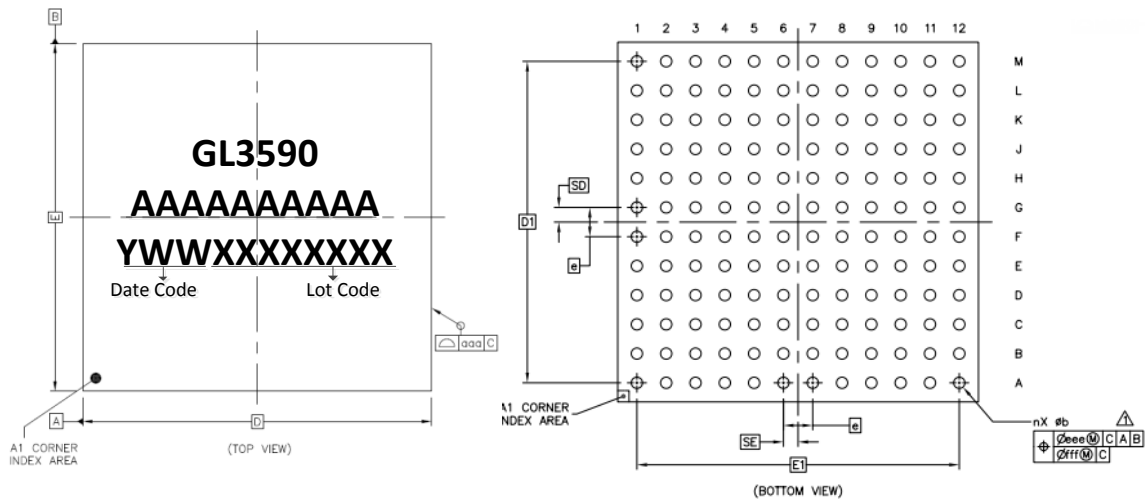 B
GL3590
AAAAAAAAAA
YWWXXXXXXXX
Date Code
Lot Code
E
aaa C
A
D
A1 CORNER
INDEX AREA
(TOP VIEW)
1 2 3 4 5 6 7 8 9 10 11 12
M
L
K
J
H
G
F
E
D
C
B
A
SD
D1
e
A1 CORNER
INDEX AREA
SE
e
E1
(BOTTOM VIEW)
nX øb
1
Øeee Ⓜ C A B
Øfff Ⓜ C